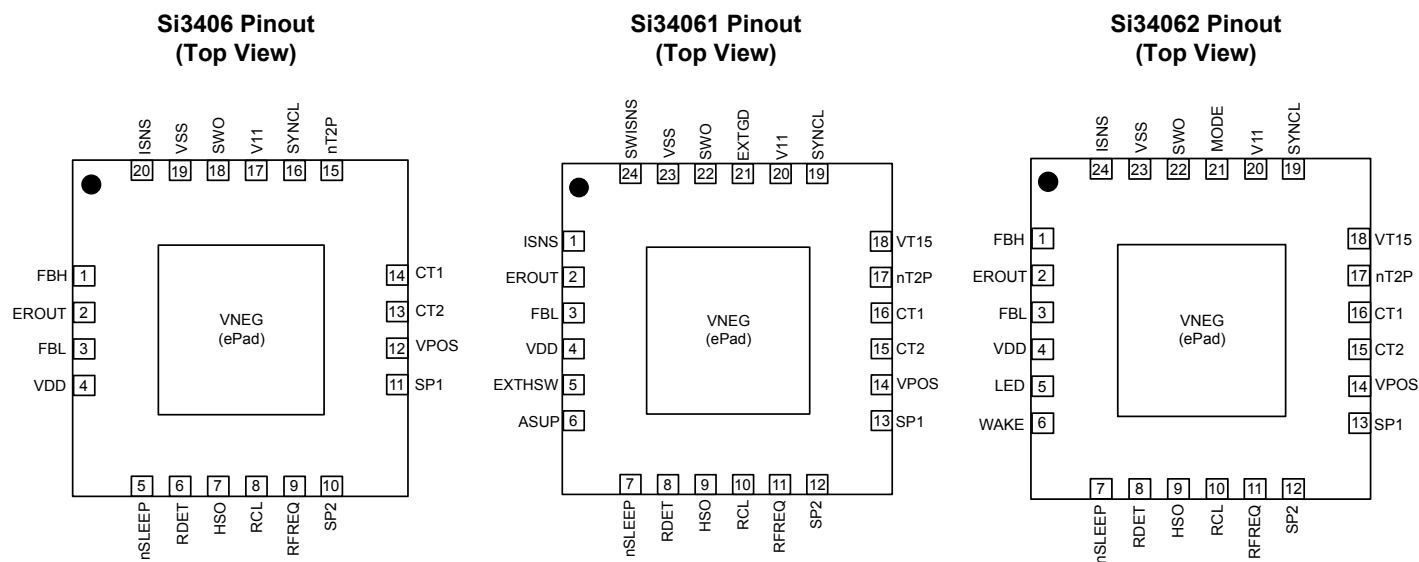 Si3406 Pinout
(Top View)
ISNS
VSS
SWO
V11
SYNCL
nT2P
20
19
18
17
16
15
FBH
1
EROUT
2
FBL
3
VDD
4
14
CT1
13
CT2
12
VPOS
11
SP1
VNEG
(ePad)
5
6
7
8
9
10
nSLEEP
RDET
HSO
RCL
RFREQ
SP2
Si34061 Pinout
(Top View)
SWISNS
VSS
SWO
EXTGD
V11
SYNCL
24
23
22
21
20
19
ISNS
1
EROUT
2
FBL
3
VDD
4
EXTHSW
5
ASUP
6
18
VT15
17
nT2P
16
CT1
15
CT2
14
VPOS
13
SP1
VNEG
(ePad)
7
8
9
10
11
12
nSLEEP
RDET
HSO
RCL
RFREQ
SP2
Si34062 Pinout
(Top View)
ISNS
VSS
SWO
MODE
V11
SYNCL
24
23
22
21
20
19
FBH
1
EROUT
2
FBL
3
VDD
4
LED
5
WAKE
6
18
VT15
17
nT2P
16
CT1
15
CT2
14
VPOS
13
SP1
VNEG
(ePad)
7
8
9
10
11
12
nSLEEP
RDET
HSO
RCL
RFREQ
SP2